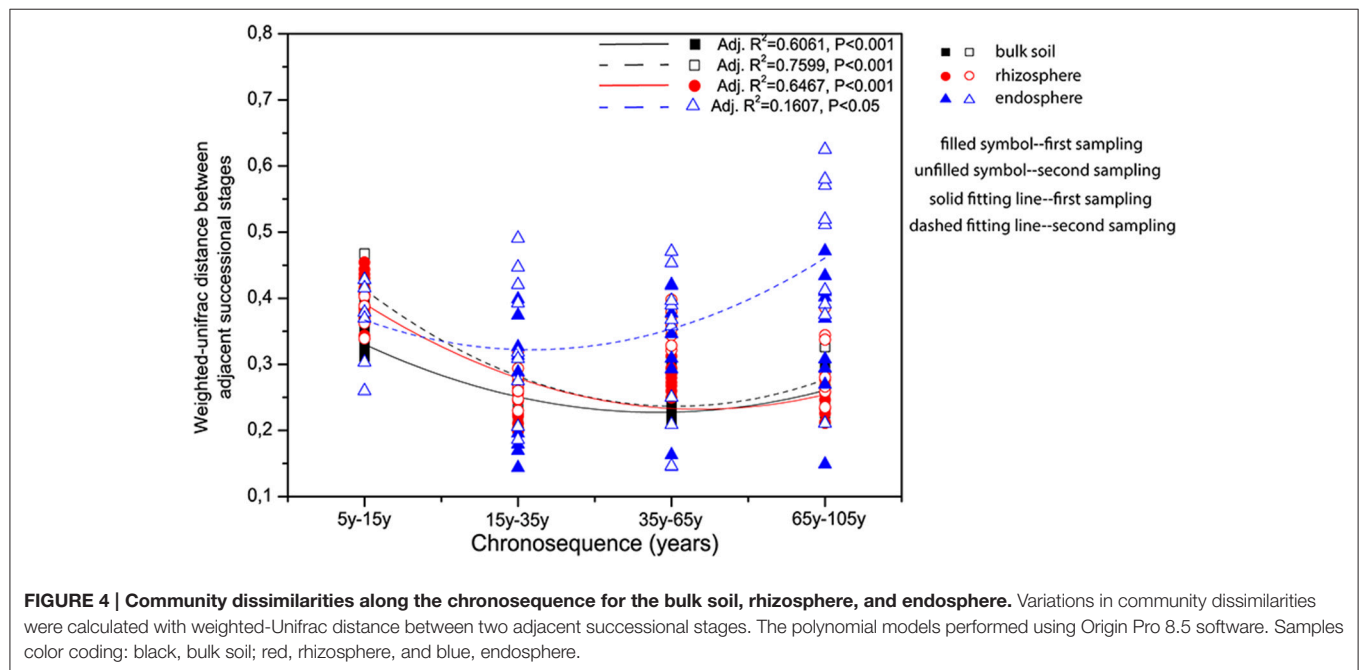 0,8
0,7
0,6
0,5
0,4
0,3
0,2
0,1
Weighted-unifrac distance between
adjacent successional stages
Adj. R²=0.6061, P<0.001
Adj. R²=0.7599, P<0.001
Adj. R²=0.6467, P<0.001
Adj. R²=0.1607, P<0.05
bulk soil
rhizosphere
endosphere
filled symbol--first sampling
unfilled symbol--second sampling
solid fitting line--first sampling
dashed fitting line--second sampling
5y-15y 15y-35y 35y-65y 65y-105y
Chronosequence (years)
FIGURE 4 | Community dissimilarities along the chronosequence for the bulk soil, rhizosphere, and endosphere. Variations in community dissimilarities
were calculated with weighted-Unifrac distance between two adjacent successional stages. The polynomial models performed using Origin Pro 8.5 software. Samples
color coding: black, bulk soil; red, rhizosphere, and blue, endosphere.